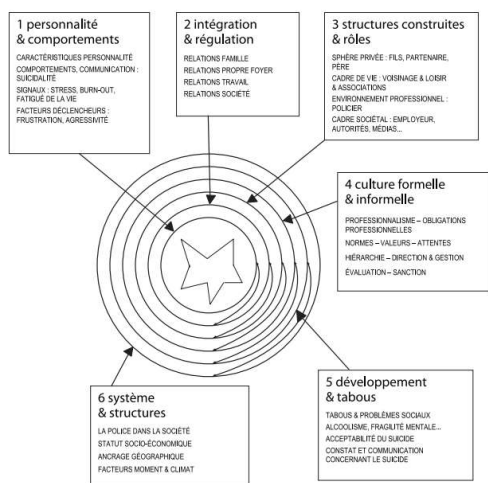 1 personnalité
& comportements
CARACTÉRISTIQUES PERSONNALITÉ
COMPORTEMENTS, COMMUNICATION :
SUICIDALITÉ
SIGNAUX : STRESS, BURN-OUT,
FATIGUÉ DE LA VIE
FACTEURS DÉCLENCHEURS :
FRUSTRATION, AGRESSIVITÉ
2 intégration
& régulation
RELATIONS FAMILLE
RELATIONS PROPRE FOYER
RELATIONS TRAVAIL
RELATIONS SOCIÉTÉ
3 structures construites
& rôles
SPHÈRE PRIVÉE : FILS, PARTENAIRE,
PÈRE
CADRE DE VIE : VOISINAGE & LOISIR
& ASSOCIATIONS
ENVIRONNEMENT PROFESSIONNEL :
POLICIER
CADRE SOCIÉTAL : EMPLOYEUR,
AUTORITÉS, MÉDIAS...
4 culture formelle
& informelle
PROFESSIONNALISME – OBLIGATIONS
PROFESSIONNELLES
NORMES – VALEURS – ATTENTES
HIÉRARCHIE – DIRECTION & GESTION
ÉVALUATION – SANCTION
5 développement
& tabous
TABOUS & PROBLÈMES SOCIAUX
ALCOOLISME, FRAGILITÉ MENTALE...
ACCEPTABILITÉ DU SUICIDE
CONSTAT ET COMMUNICATION
CONCERNANT LE SUICIDE
6 système
& structures
LA POLICE DANS LA SOCIÉTÉ
STATUT SOCIO-ÉCONOMIQUE
ANCRAGE GÉOGRAPHIQUE
FACTEURS MOMENT & CLIMAT